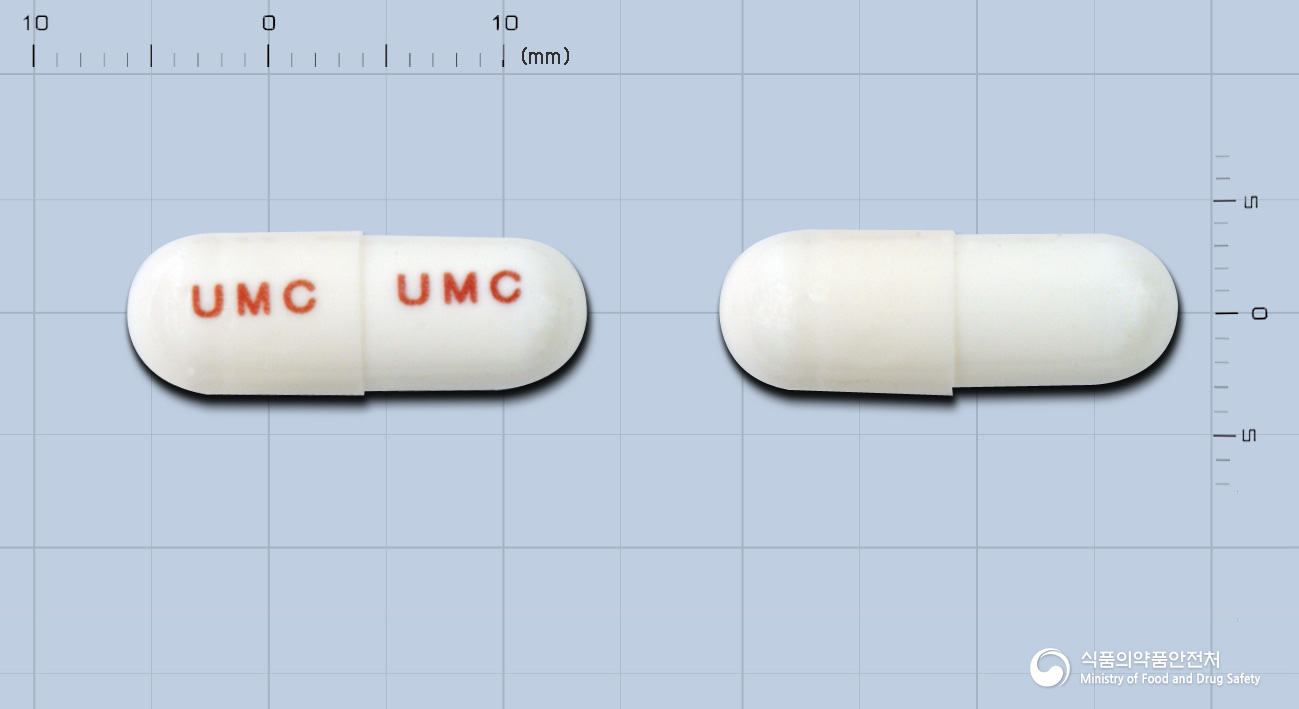 10 0 10
(mm)
UMC UMC
5
0
5
식품의약품안전처
Ministry of Food and Drug Safety